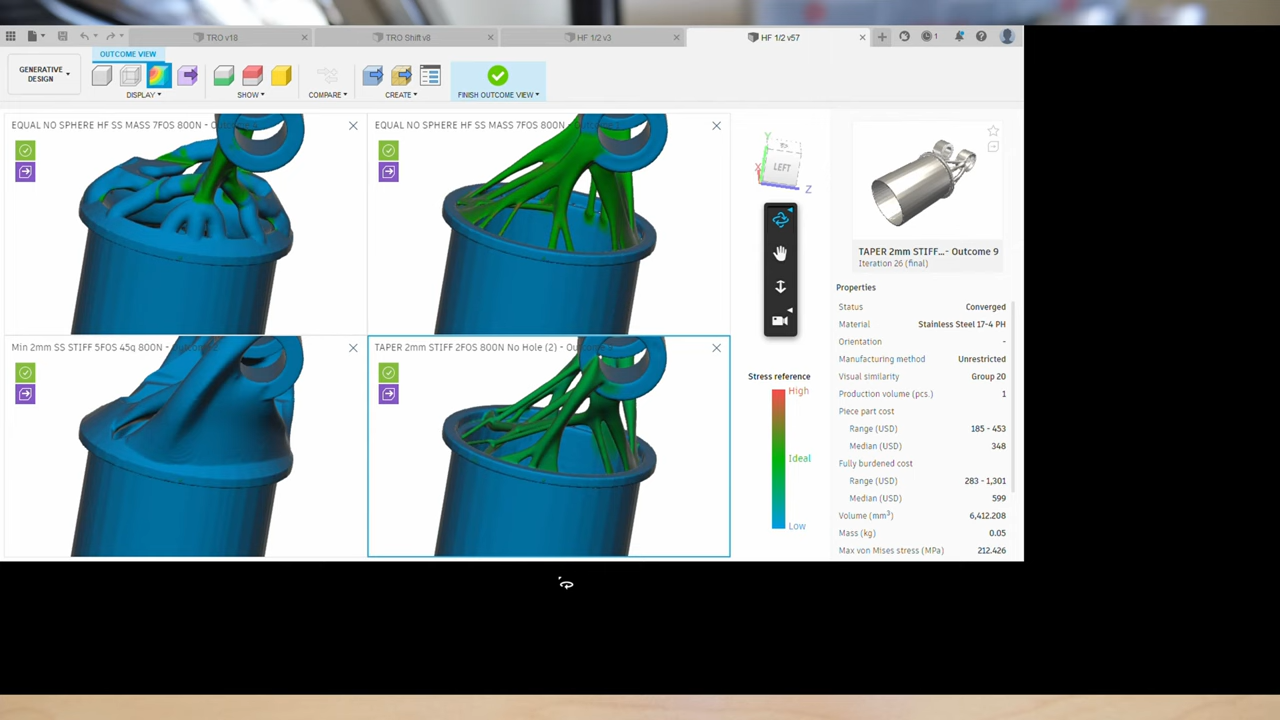 TRO v18
TRO Shift v8
HF 1/2 v3
HF 1/2 v57
1
OUTCOME VIEW
GENERATIVE
DESIGN
DISPLAY
SHOW
COMPARE
CREATE
FINISH OUTCOME VIEW
EQUAL NO SPHERE HF SS MASS 7FOS 800N -
EQUAL NO SPHERE HF SS MASS 7FOS 800N
Min 2mm SS STIFF 5FOS 45g 800N -
TAPER 2mm STIFF 2FOS 800N No Hole (2) -
Y
LEFT
X
Z
Stress reference
High
Ideal
Low
TAPER 2mm STIFF...- Outcome 9
Iteration 26 (final)
Properties
Status Converged
Material Stainless Steel 17-4 PH
Orientation -
Manufacturing method Unrestricted
Visual similarity Group 20
Production volume (pcs.) 1
Piece part cost
Range (USD) 185 - 453
Median (USD) 348
Fully burdened cost
Range (USD) 283 - 1,301
Median (USD) 599
Volume (mm³) 6,412.208
Mass (kg) 0.05
Max von Mises stress (MPa) 212.426